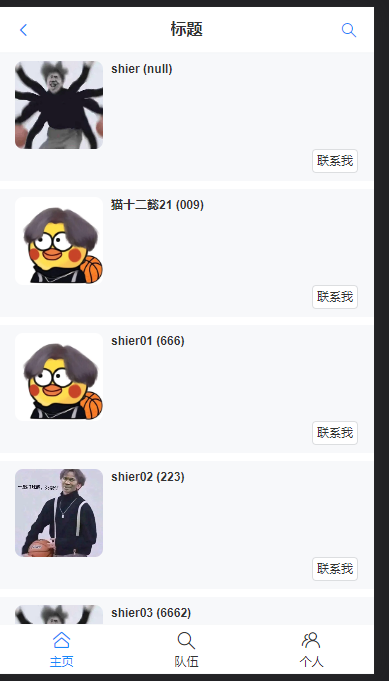 标题
shier (null)
联系我
猫十二懿21 (009)
联系我
shier01 (666)
联系我
shier02 (223)
联系我
shier03 (6662)
主页
队伍
个人